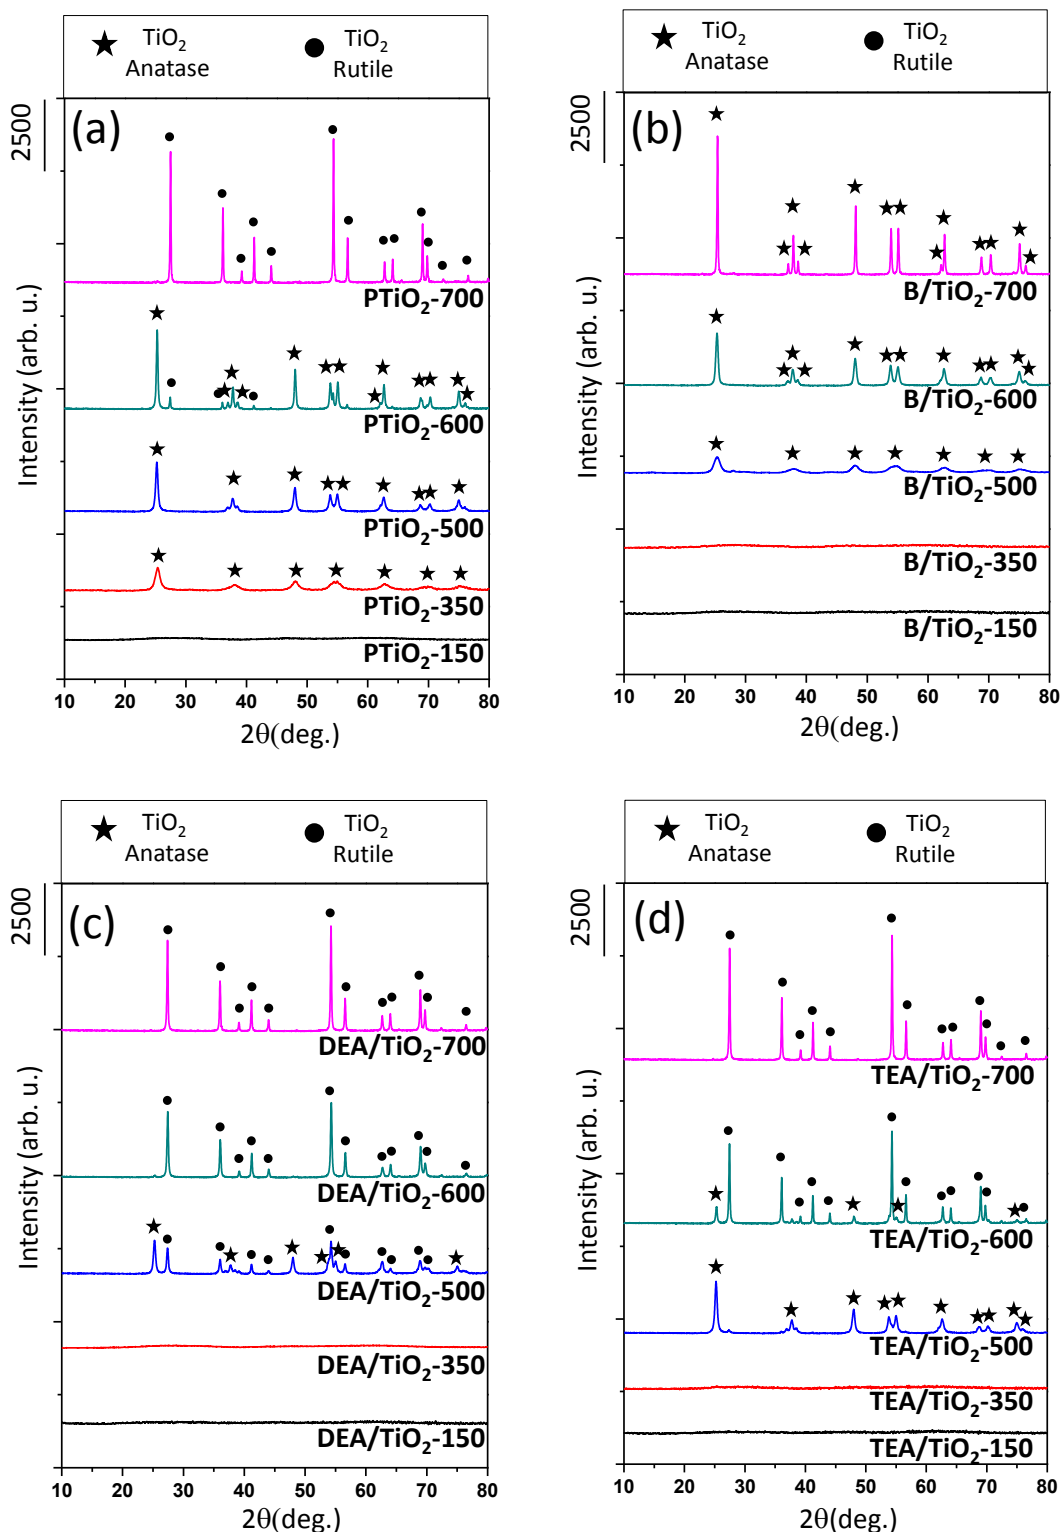 TiO₂
Anatase
TiO₂
Rutile
2500
(a)
PTiO₂-700
PTiO₂-600
PTiO₂-500
PTiO₂-350
PTiO₂-150
Intensity (arb. u.)
10 20 30 40 50 60 70 80
2θ(deg.)
TiO₂
Anatase
TiO₂
Rutile
2500
(b)
B/TiO₂-700
B/TiO₂-600
B/TiO₂-500
B/TiO₂-350
B/TiO₂-150
Intensity (arb. u.)
10 20 30 40 50 60 70 80
2θ(deg.)
TiO₂
Anatase
TiO₂
Rutile
2500
(c)
DEA/TiO₂-700
DEA/TiO₂-600
DEA/TiO₂-500
DEA/TiO₂-350
DEA/TiO₂-150
Intensity (arb. u.)
10 20 30 40 50 60 70 80
2θ(deg.)
TiO₂
Anatase
TiO₂
Rutile
2500
(d)
TEA/TiO₂-700
TEA/TiO₂-600
TEA/TiO₂-500
TEA/TiO₂-350
TEA/TiO₂-150
Intensity (arb. u.)
10 20 30 40 50 60 70 80
2θ(deg.)